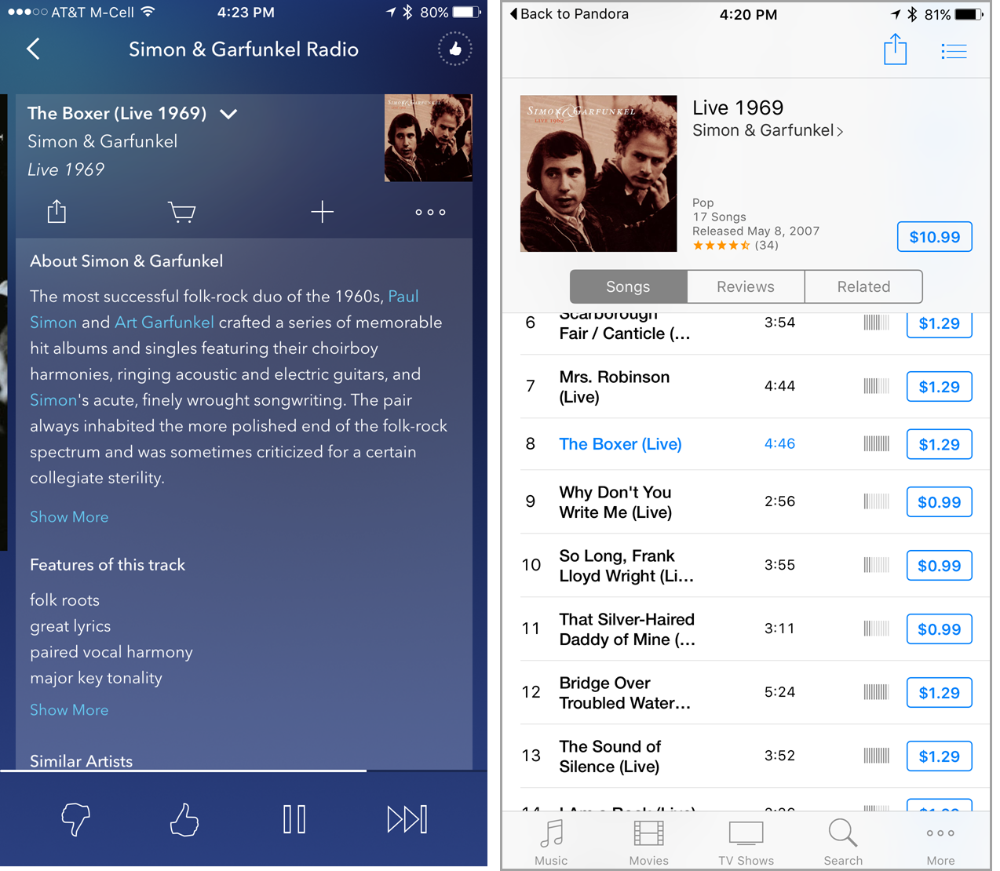 AT&T M-Cell 4:23 PM 80%
Simon & Garfunkel Radio
The Boxer (Live 1969)
Simon & Garfunkel
Live 1969
SIMON & GARFUNKEL
About Simon & Garfunkel
The most successful folk-rock duo of the 1960s, Paul
Simon and Art Garfunkel crafted a series of memorable
hit albums and singles featuring their choirboy
harmonies, ringing acoustic and electric guitars, and
Simon's acute, finely wrought songwriting. The pair
always inhabited the more polished end of the folk-rock
spectrum and was sometimes criticized for a certain
collegiate sterility.
Show More
Features of this track
folk roots
great lyrics
paired vocal harmony
major key tonality
Show More
Similar Artists
Back to Pandora 4:20 PM 81%
SIMON & GARFUNKEL
LIVE 1969
Live 1969
Simon & Garfunkel
Pop
17 Songs
Released May 8, 2007
(34)
$10.99
Songs Reviews Related
6 Scarborough
Fair / Canticle (... 3:54 $1.29
7 Mrs. Robinson
(Live) 4:44 $1.29
8 The Boxer (Live) 4:46 $1.29
9 Why Don't You
Write Me (Live) 2:56 $0.99
10 So Long, Frank
Lloyd Wright (Li... 3:55 $0.99
11 That Silver-Haired
Daddy of Mine (... 3:11 $0.99
12 Bridge Over
Troubled Water... 5:24 $1.29
13 The Sound of
Silence (Live) 3:52 $1.29
14 I Am a Rock (Live)
Music Movies TV Shows Search More